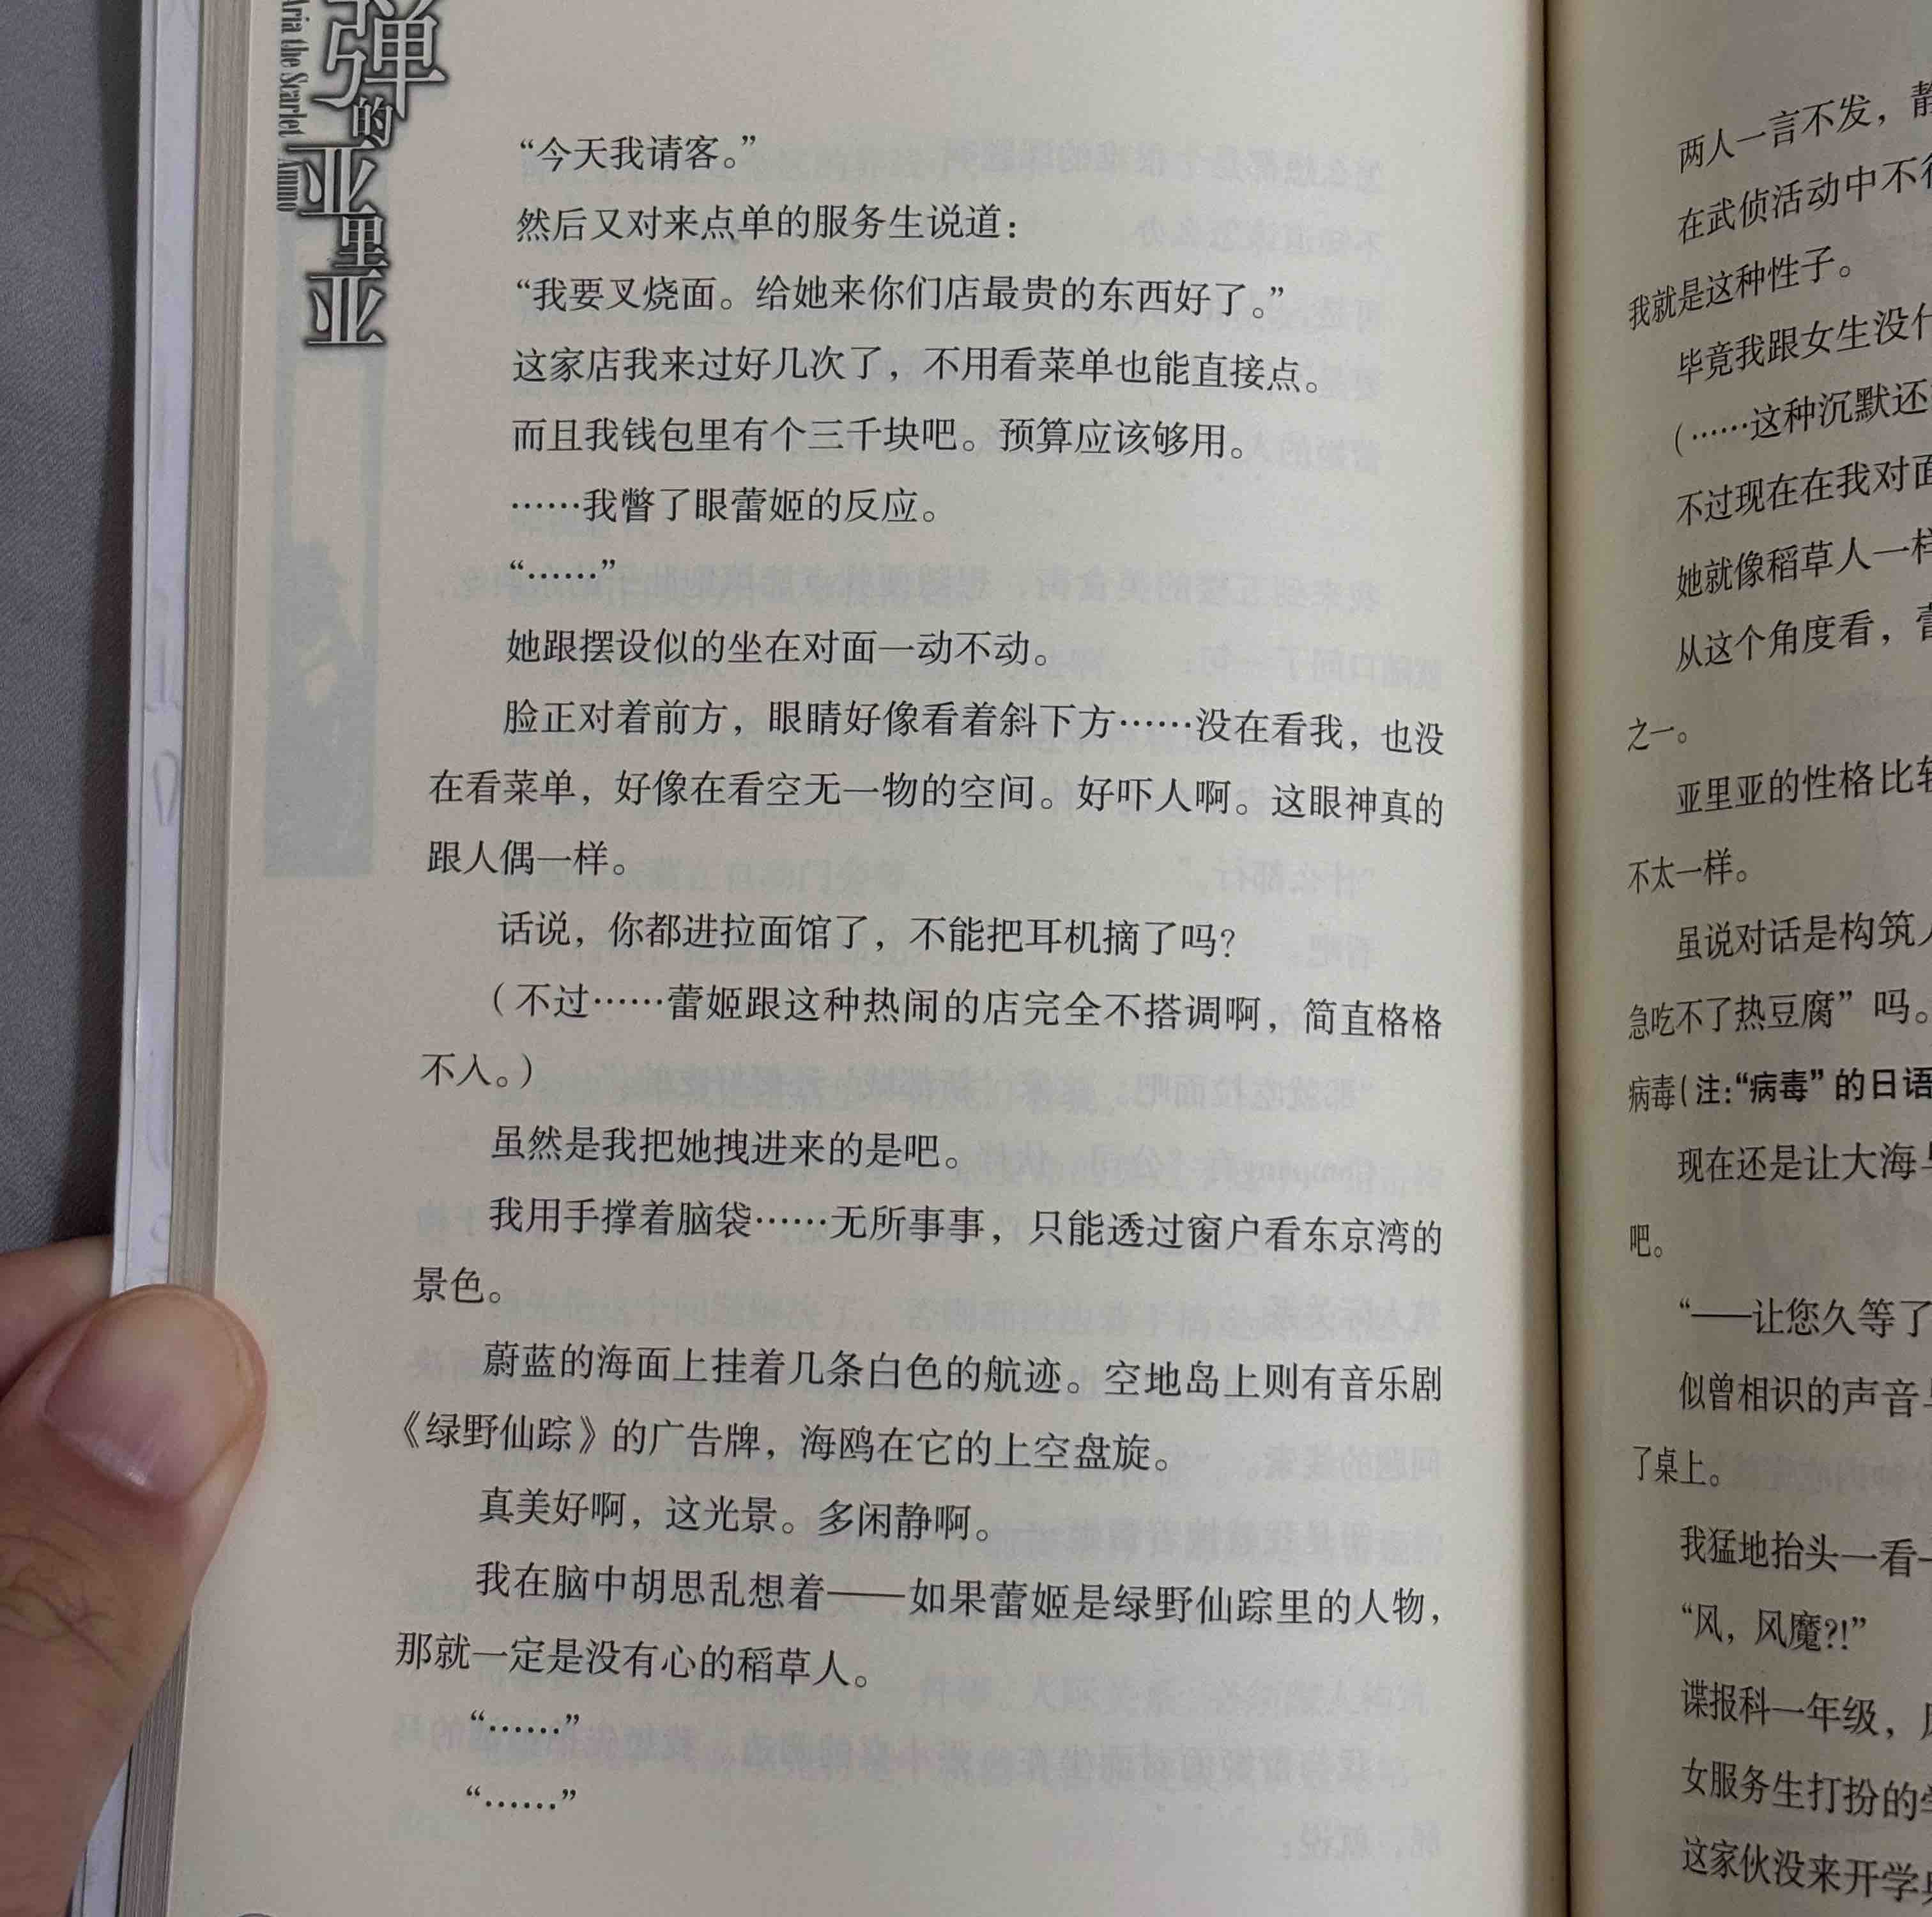 弹的亚里亚
Aria the Scarlet Ammo
“今天我请客。”
然后又对来点单的服务生说道：
“我要叉烧面。给她来你们店最贵的东西好了。”
这家店我来过好几次了，不用看菜单也能直接点。
而且我钱包里有个三千块吧。预算应该够用。
……我瞥了眼蕾姬的反应。
“……”
她跟摆设似的坐在对面一动不动。
脸正对着前方，眼睛好像看着斜下方……没在看我，也没
在看菜单，好像在看空无一物的空间。好吓人啊。这眼神真的
跟人偶一样。
话说，你都进拉面馆了，不能把耳机摘了吗？
（不过……蕾姬跟这种热闹的店完全不搭调啊，简直格格
不入。）
虽然是我把她拽进来的是吧。
我用手撑着脑袋……无所事事，只能透过窗户看东京湾的
景色。
蔚蓝的海面上挂着几条白色的航迹。空地岛上则有音乐剧
《绿野仙踪》的广告牌，海鸥在它的上空盘旋。
真美好啊，这光景。多闲静啊。
我在脑中胡思乱想着——如果蕾姬是绿野仙踪里的人物，
那就一定是没有心的稻草人。
“……”
“……”
两人一言不发，静
在武侦活动中不
我就是这种性子。
毕竟我跟女生没什
（……这种沉默还
不过现在在我对面
她就像稻草人一样
从这个角度看，蕾
之一。
亚里亚的性格比较
不太一样。
虽说对话是构筑人
急吃不了热豆腐”吗。
病毒（注：“病毒”的日语
现在还是让大海
吧。
“——让您久等了
似曾相识的声音
了桌上。
我猛地抬头一看—
“风，风魔?!”
谍报科一年级，
女服务生打扮的
这家伙没来开学